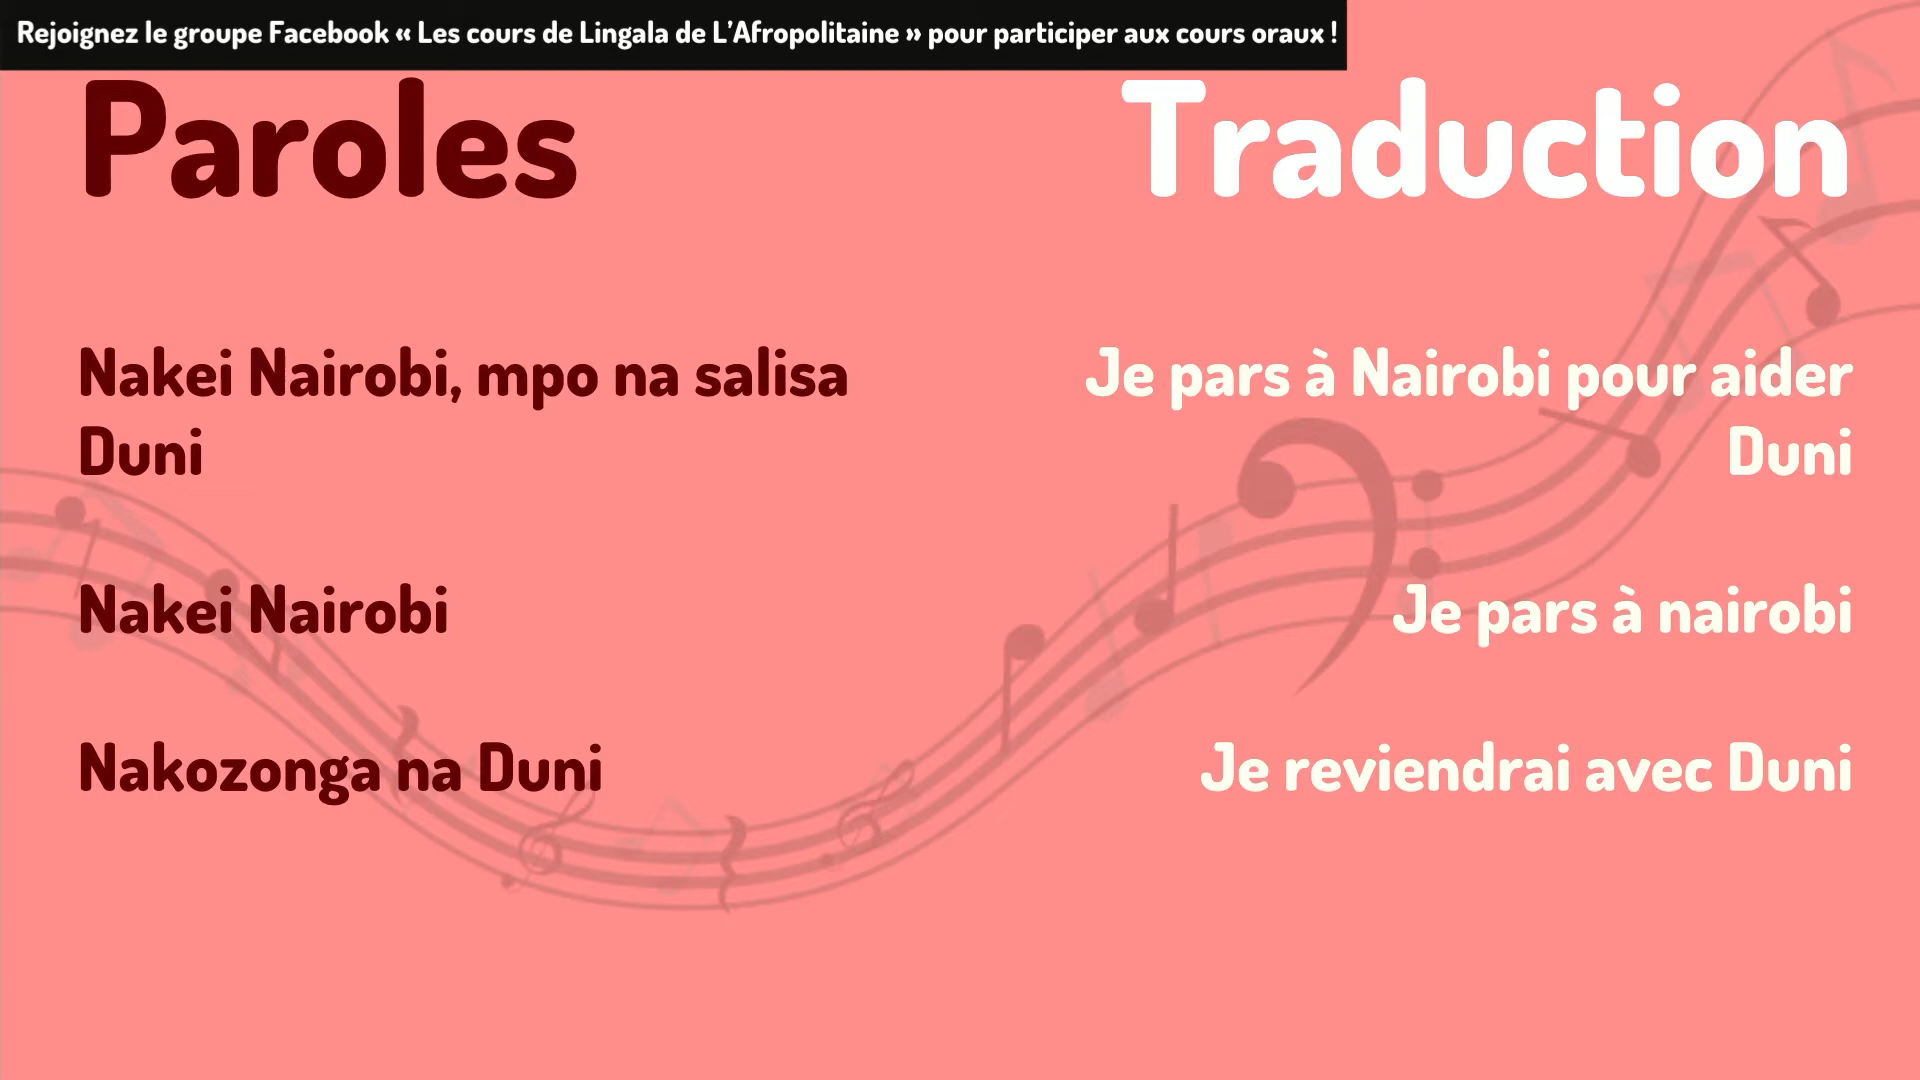 Rejoignez le groupe Facebook « Les cours de Lingala de L’Afropolitaine » pour participer aux cours oraux !
Paroles
Nakei Nairobi, mpo na salisa
Duni
Nakei Nairobi
Nakozonga na Duni
Traduction
Je pars à Nairobi pour aider
Duni
Je pars à nairobi
Je reviendrai avec Duni